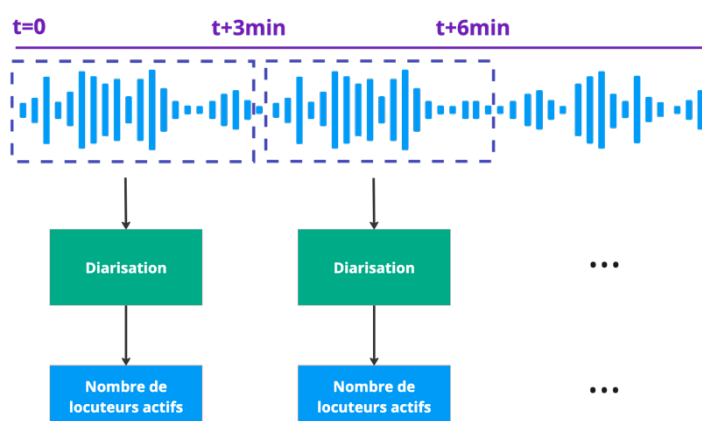 t=0 t+3min t+6min
Diarisation Diarisation ...
Nombre de Nombre de ...
locuteurs actifs locuteurs actifs